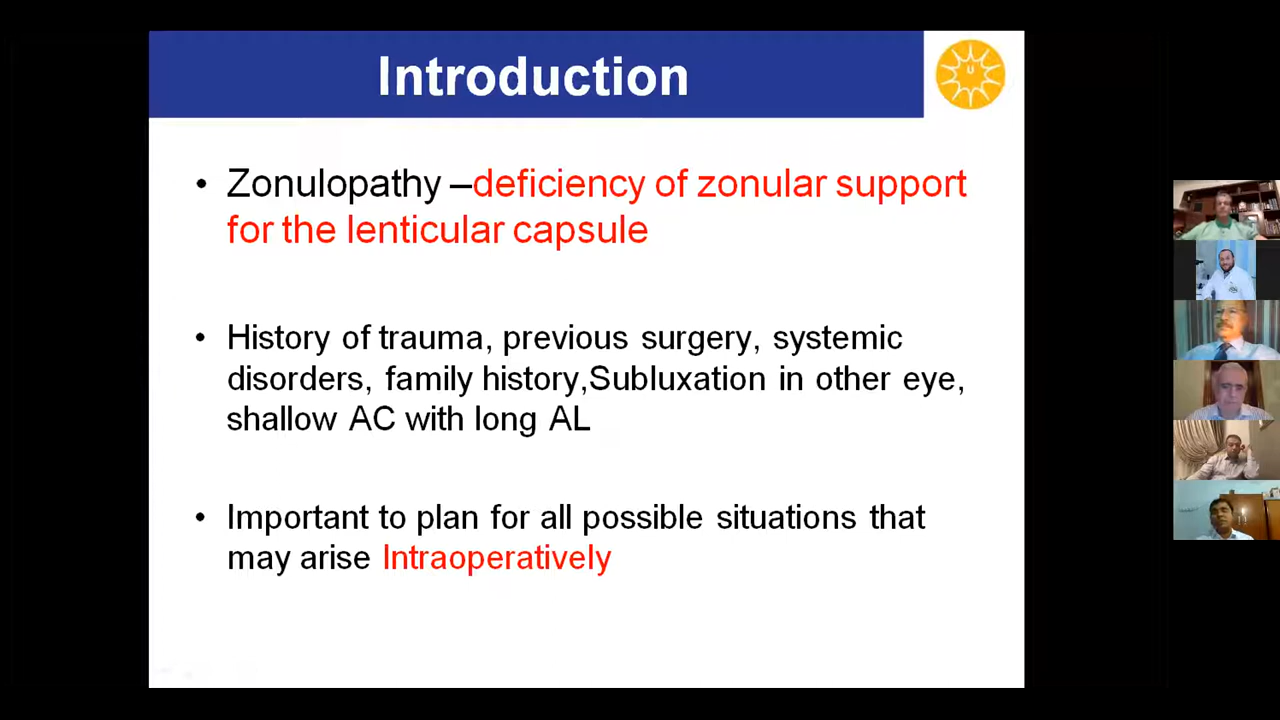 Introduction
U
• Zonulopathy –deficiency of zonular support
for the lenticular capsule
• History of trauma, previous surgery, systemic
disorders, family history,Subluxation in other eye,
shallow AC with long AL
• Important to plan for all possible situations that
may arise Intraoperatively